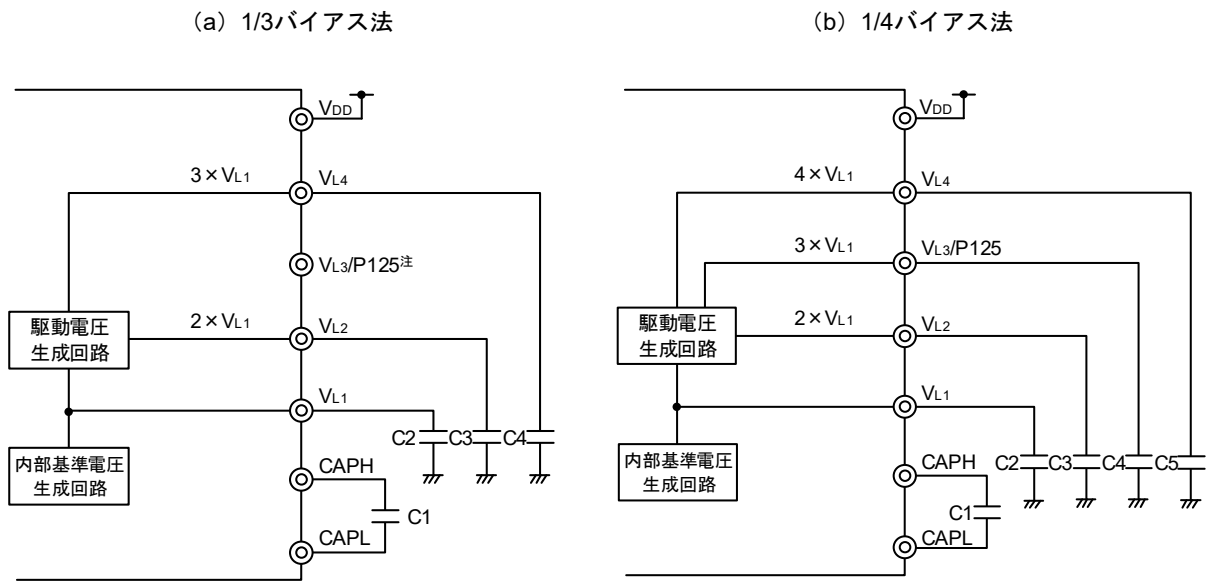 (a) 1/3バイアス法
VDD
3×VL1
VL4
VL3/P125注
駆動電圧
生成回路
2×VL1
VL2
VL1
C2
C3
C4
内部基準電圧
生成回路
CAPH
C1
CAPL
(b) 1/4バイアス法
VDD
4×VL1
VL4
3×VL1
VL3/P125
駆動電圧
生成回路
2×VL1
VL2
VL1
C2
C3
C4
C5
内部基準電圧
生成回路
CAPH
C1
CAPL